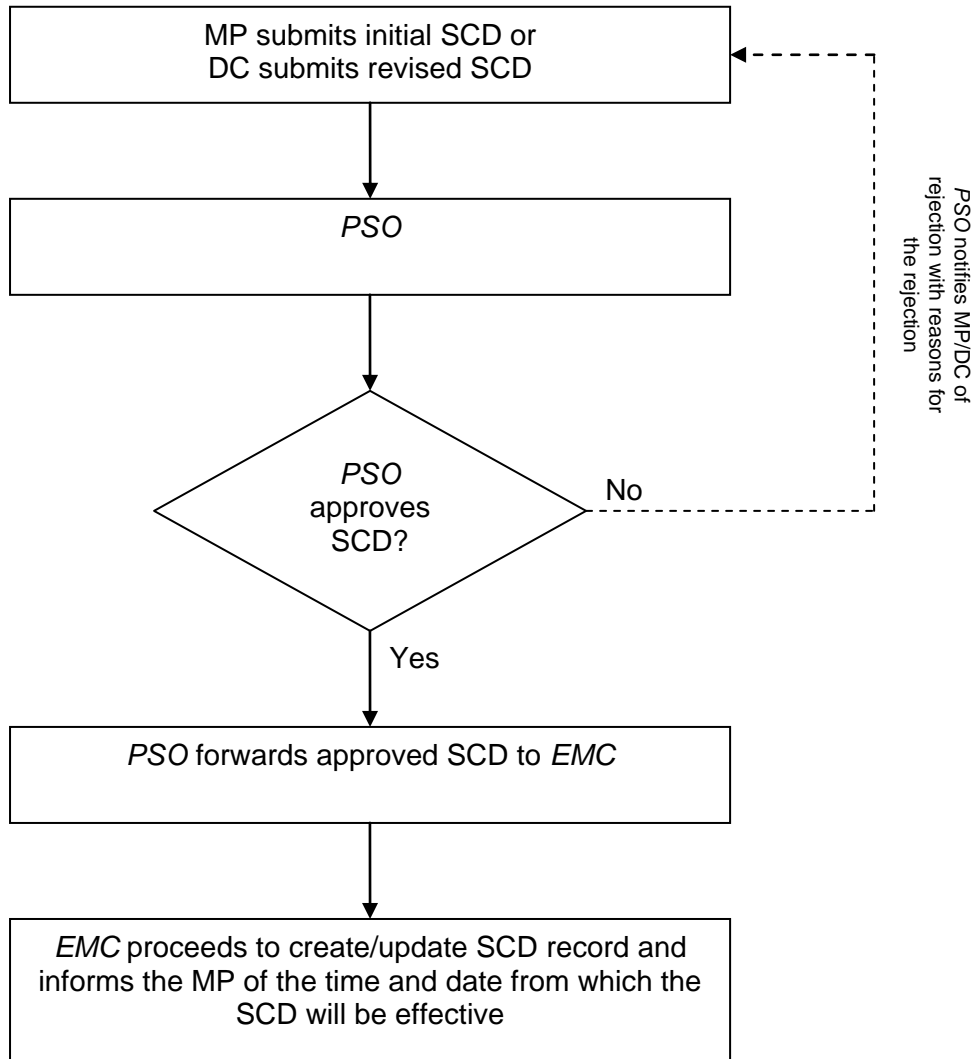 MP submits initial SCD or
DC submits revised SCD
PSO
PSO notifies MP/DC of
rejection with reasons for
the rejection
PSO
approves
SCD?
No
Yes
PSO forwards approved SCD to EMC
EMC proceeds to create/update SCD record and
informs the MP of the time and date from which the
SCD will be effective